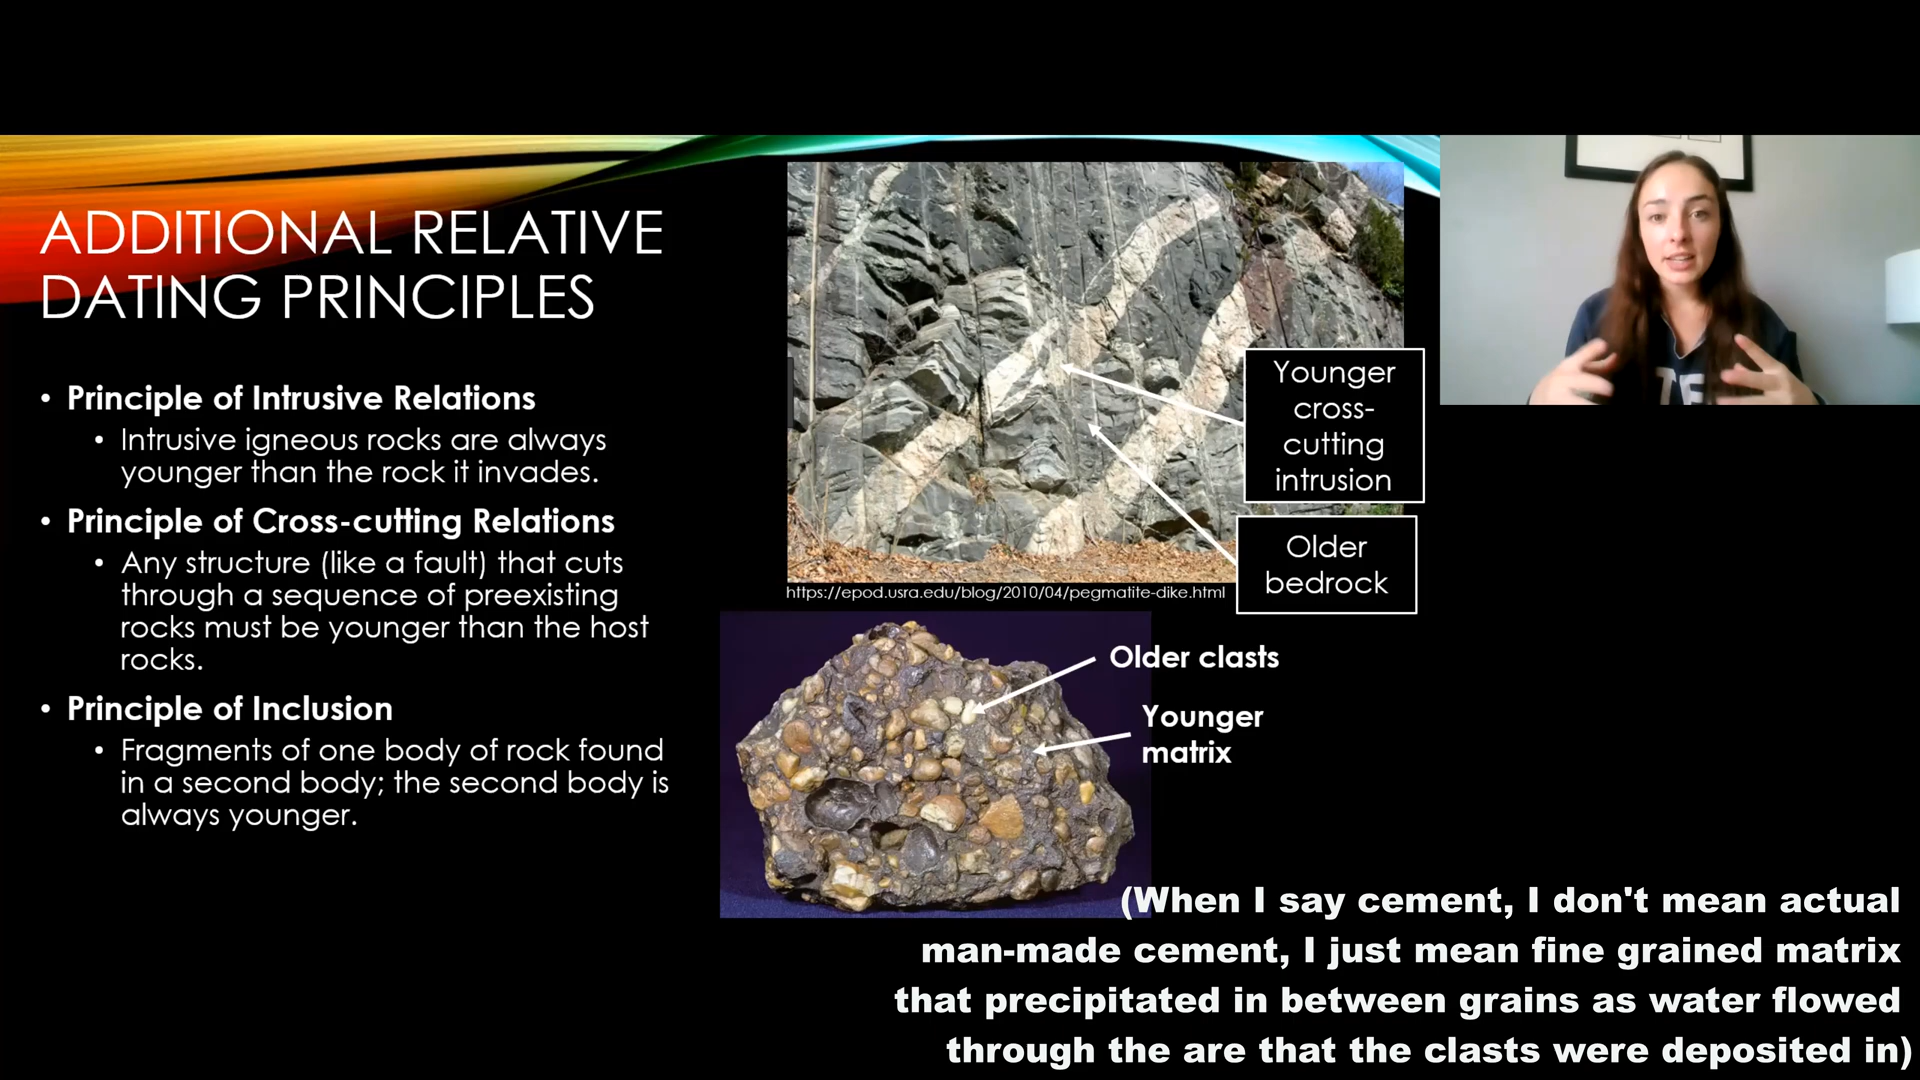 ADDITIONAL RELATIVE
DATING PRINCIPLES
• Principle of Intrusive Relations
• Intrusive igneous rocks are always
younger than the rock it invades.
• Principle of Cross-cutting Relations
• Any structure (like a fault) that cuts
through a sequence of preexisting
rocks must be younger than the host
rocks.
• Principle of Inclusion
• Fragments of one body of rock found
in a second body; the second body is
always younger.
Younger
cross-
cutting
intrusion
Older
bedrock
https://epod.usra.edu/blog/2010/04/pegmatite-dike.html
Older clasts
Younger
matrix
(When I say cement, I don't mean actual
man-made cement, I just mean fine grained matrix
that precipitated in between grains as water flowed
through the are that the clasts were deposited in)